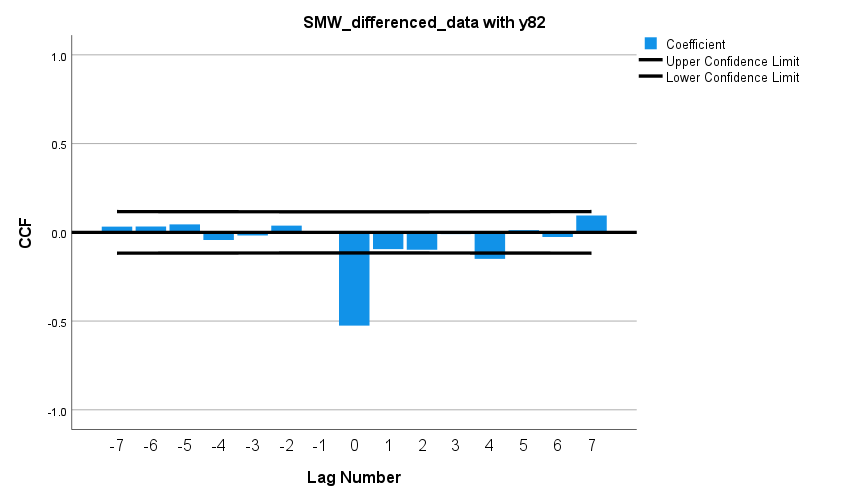 SMW_differenced_data with y82
Coefficient
Upper Confidence Limit
Lower Confidence Limit
1.0
0.5
0.0
-0.5
-1.0
CCF
-7 -6 -5 -4 -3 -2 -1 0 1 2 3 4 5 6 7
Lag Number